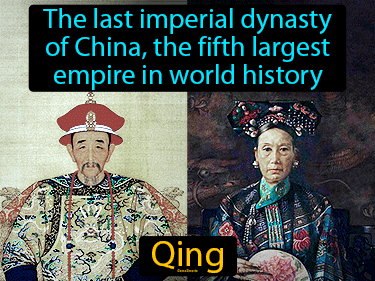 The last imperial dynasty
of China, the fifth largest
empire in world history
Qing